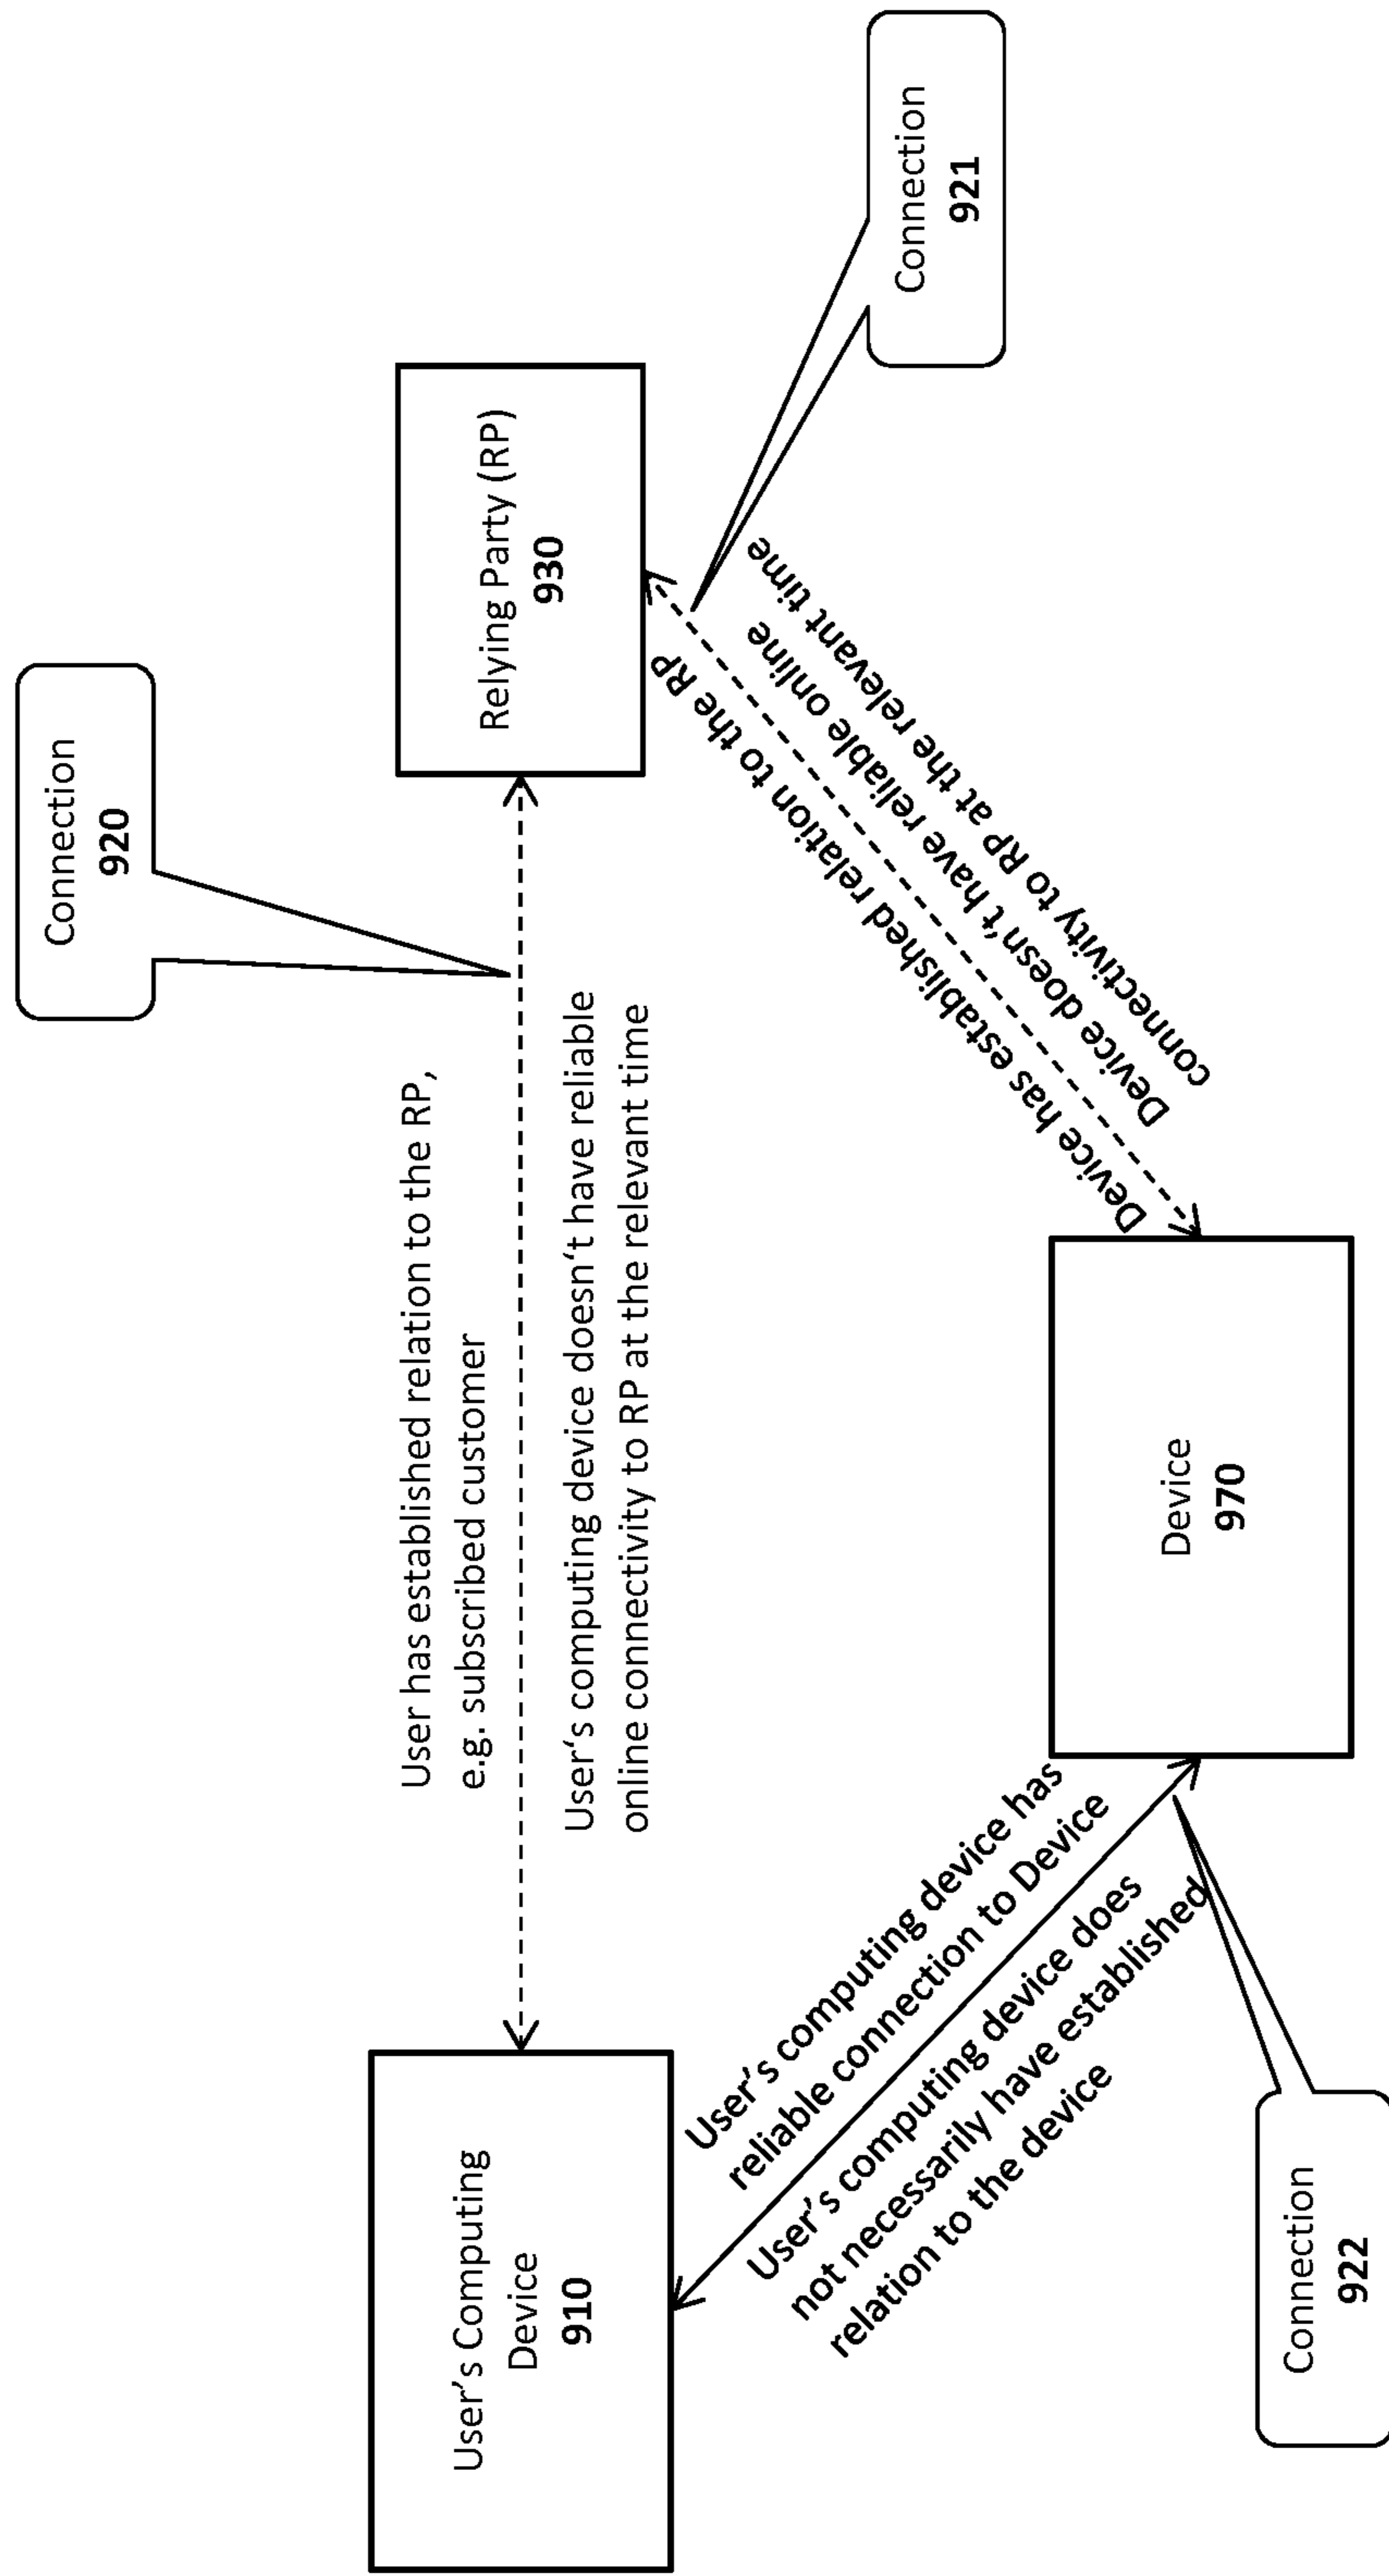 Connection
920
User has established relation to the RP,
e.g. subscribed customer
User‘s computing device doesn‘t have reliable
online connectivity to RP at the relevant time
User's Computing
Device
910
Relying Party (RP)
930
User's computing device has
reliable connection to Device
User's computing device does
not necessarily have established
relation to the device
Device has established relation to the RP
Device doesn‘t have reliable online
connectivity to RP at the relevant time
Connection
921
Device
970
Connection
922